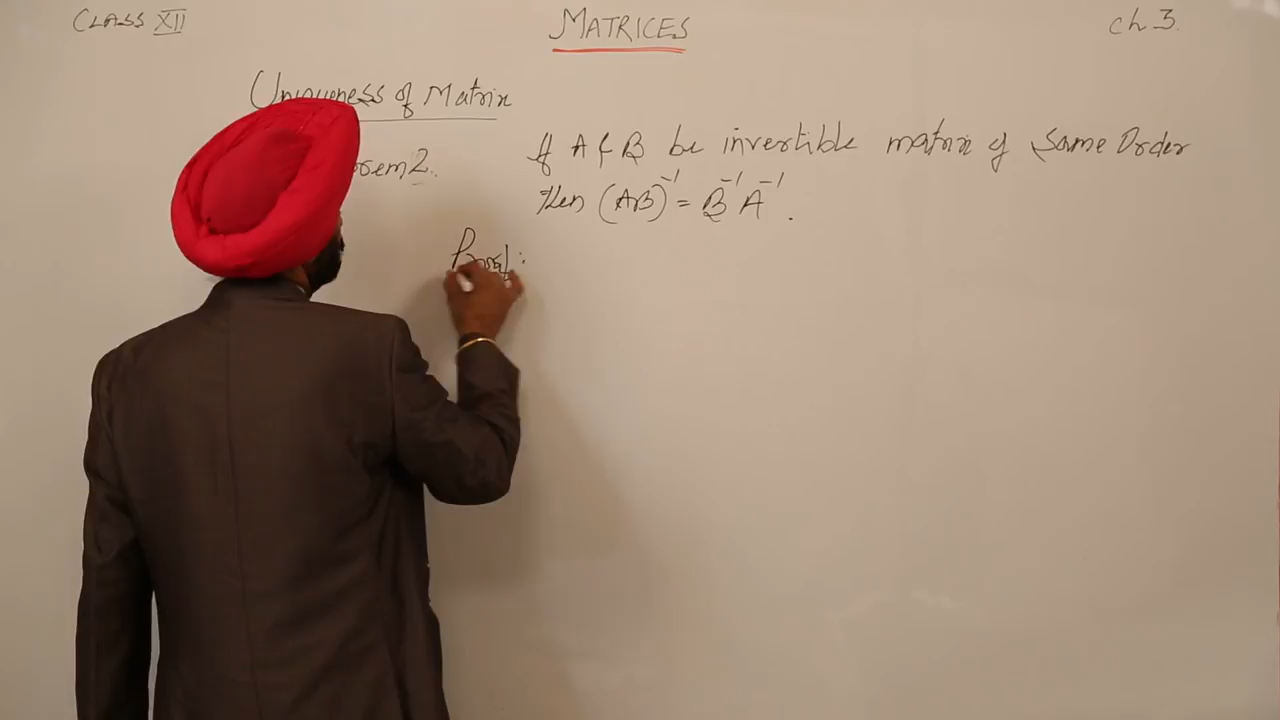 CLASS XII
MATRICES
Ch 3.
Uniqueness of Matrix
If A & B be invertible matrix of Same Order
orem 2.
then (AB)⁻¹ = B⁻¹ A⁻¹.
Proof: